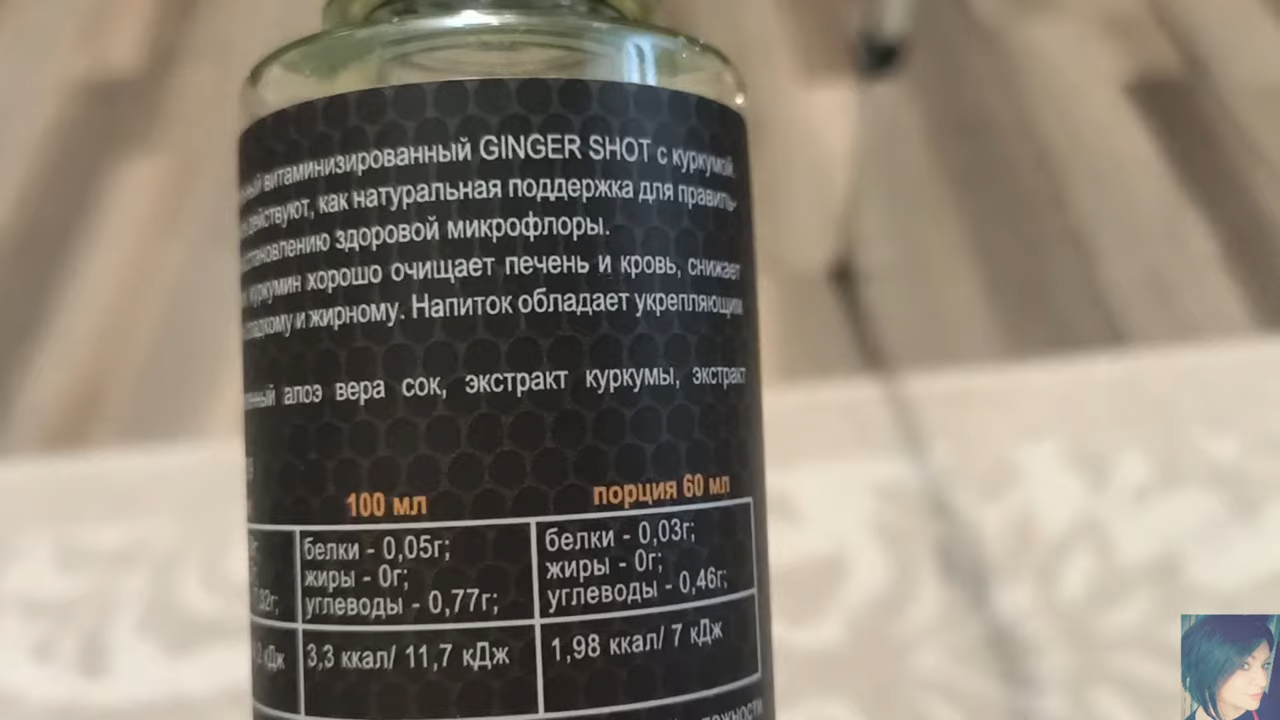 витаминизированный GINGER SHOT с куркумой
действуют, как натуральная поддержка для правиль-
становлению здоровой микрофлоры.
куркумин хорошо очищает печень и кровь, снижает
сладкому и жирному. Напиток обладает укрепляющим
алоэ вера сок, экстракт куркумы, экстракт
100 мл порция 60 мл
белки - 0,05г; белки - 0,03г;
жиры - 0г; жиры - 0г;
углеводы - 0,77г; углеводы - 0,46г;
кДж 3,3 ккал/ 11,7 кДж 1,98 ккал/ 7 кДж